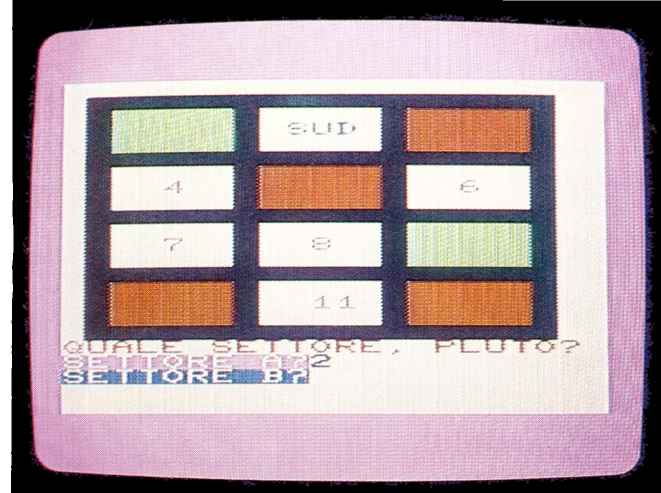 SUD
4 6
7 8
11
QUALE SETTORE, PLUTO?
SETTORE A?2
SETTORE B?